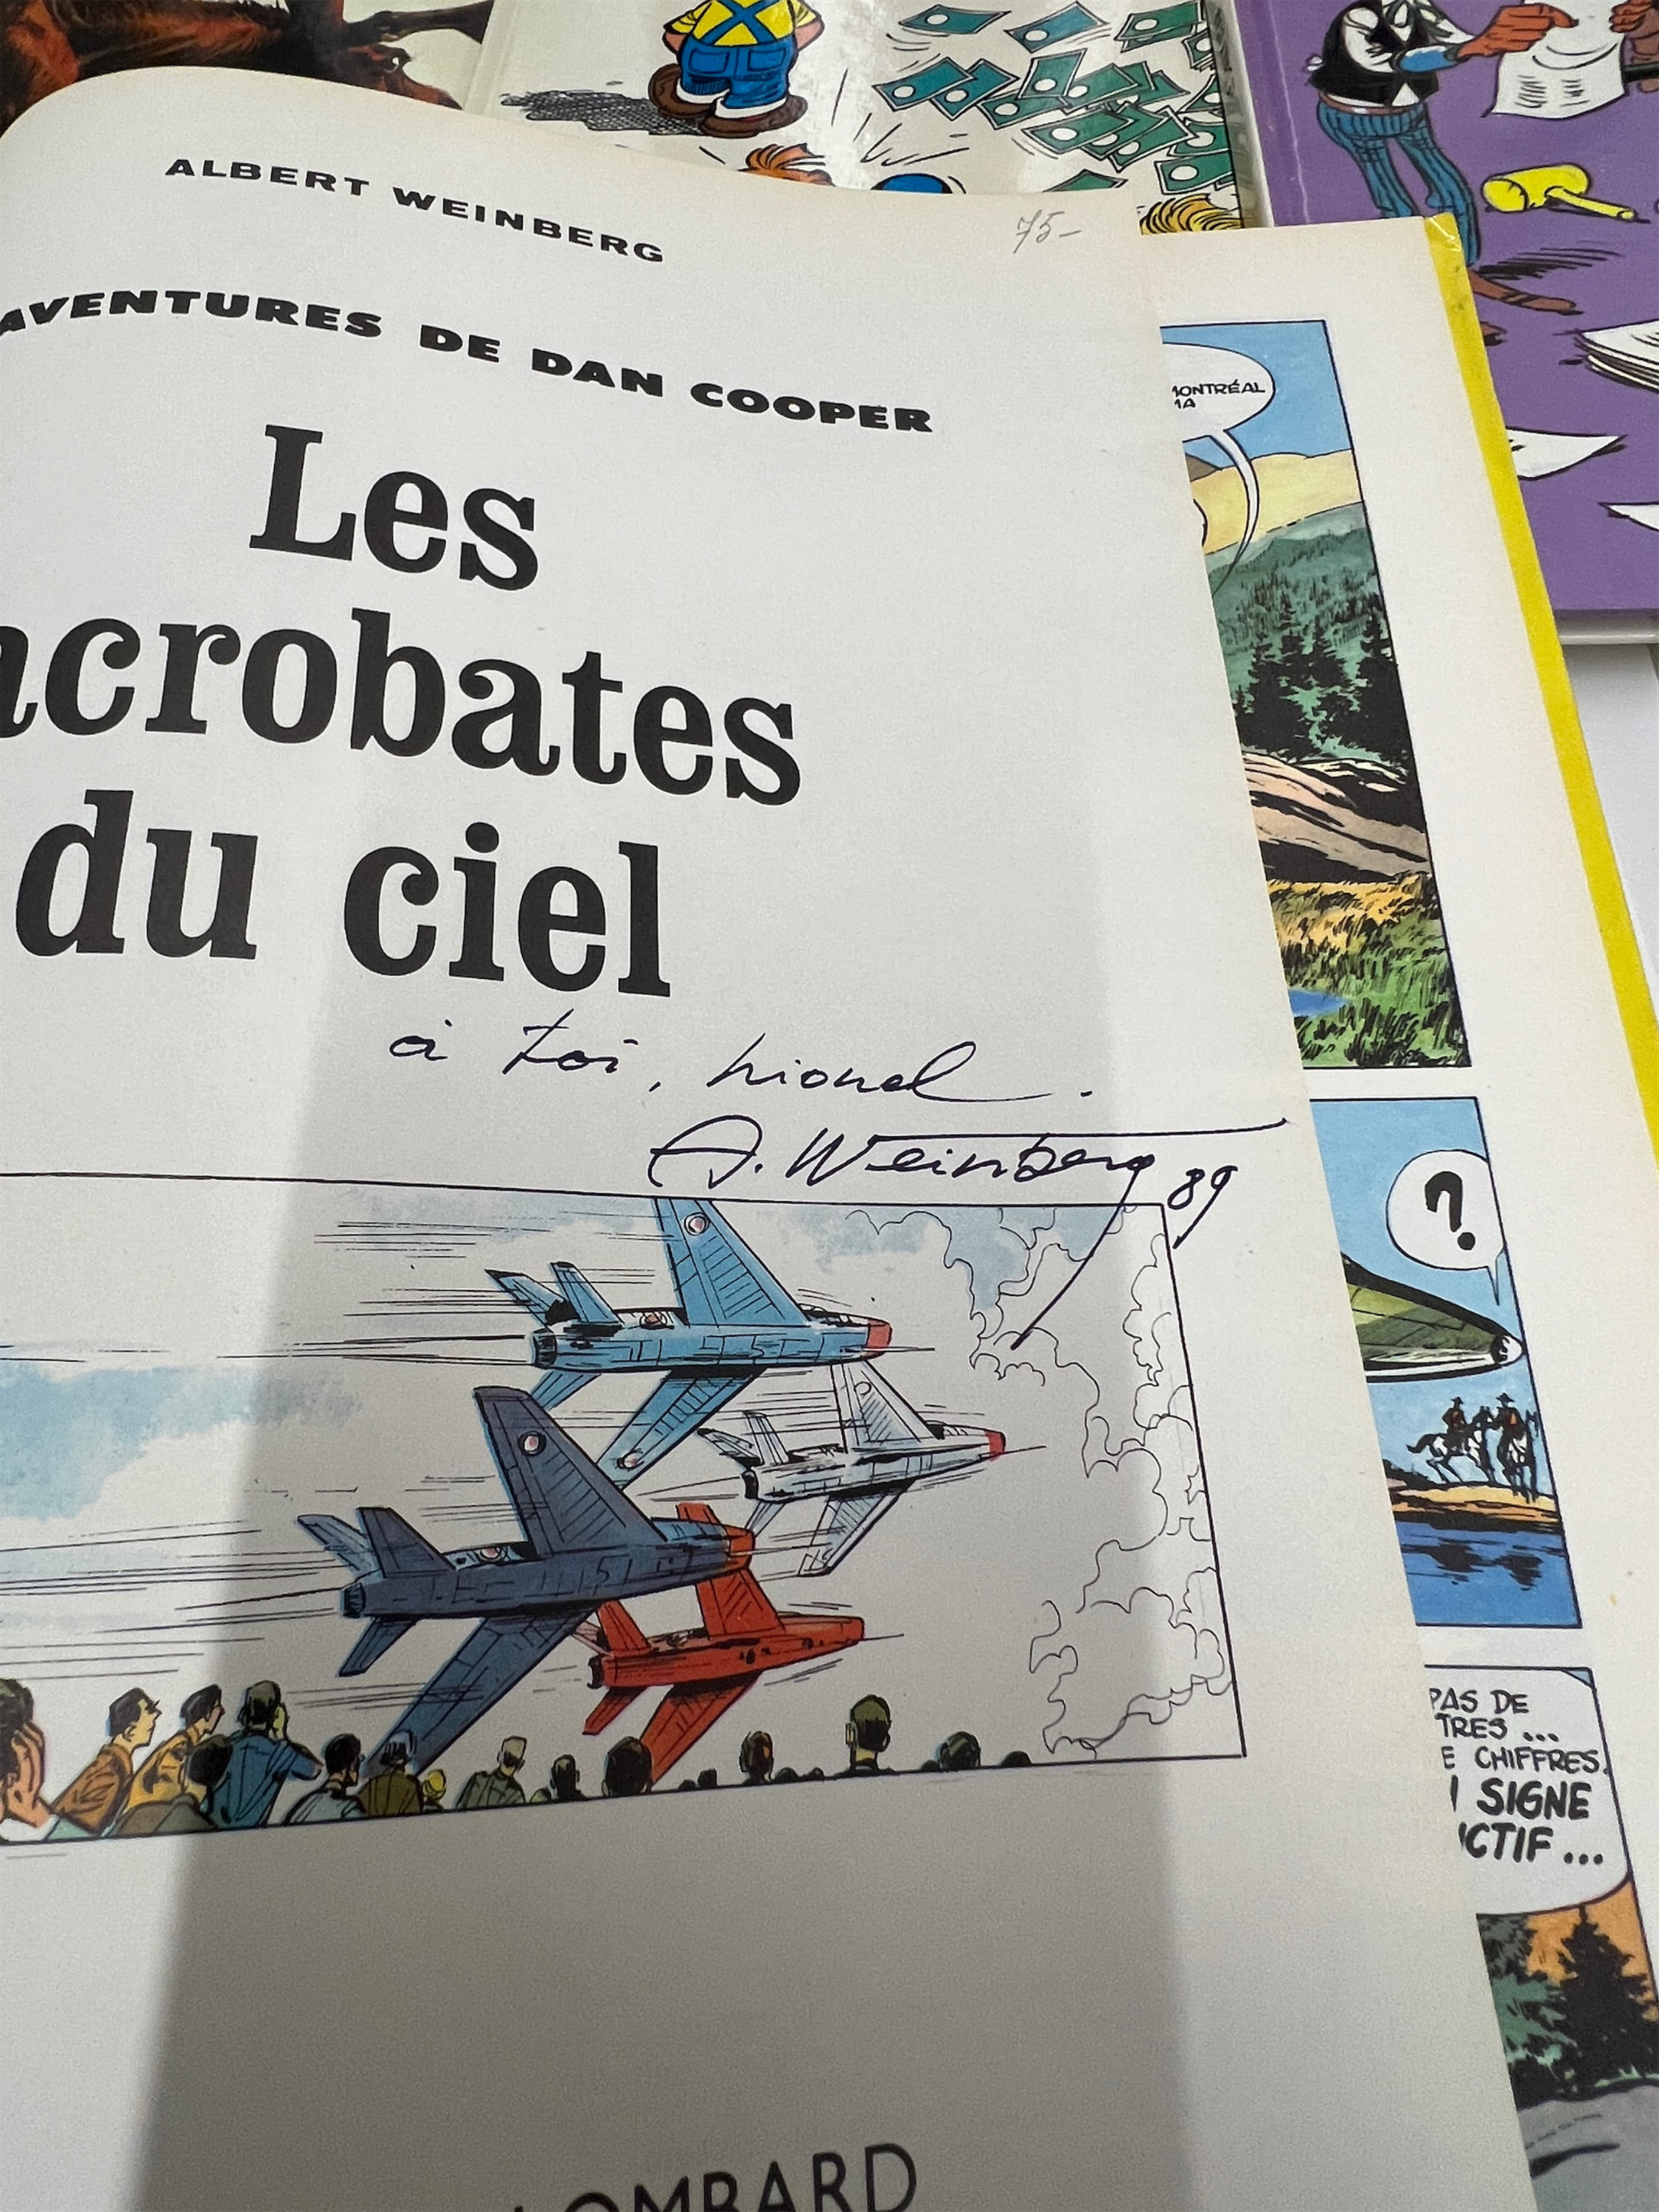 ALBERT WEINBERG
75-
AVENTURES DE DAN COOPER
Les
acrobates
du ciel
à toi, Lionel.
A. Weinberg 89
LOMBARD
MONTRÉAL
MA
?
PAS DE
TRES ...
E CHIFFRES.
SIGNE
CTIF ...